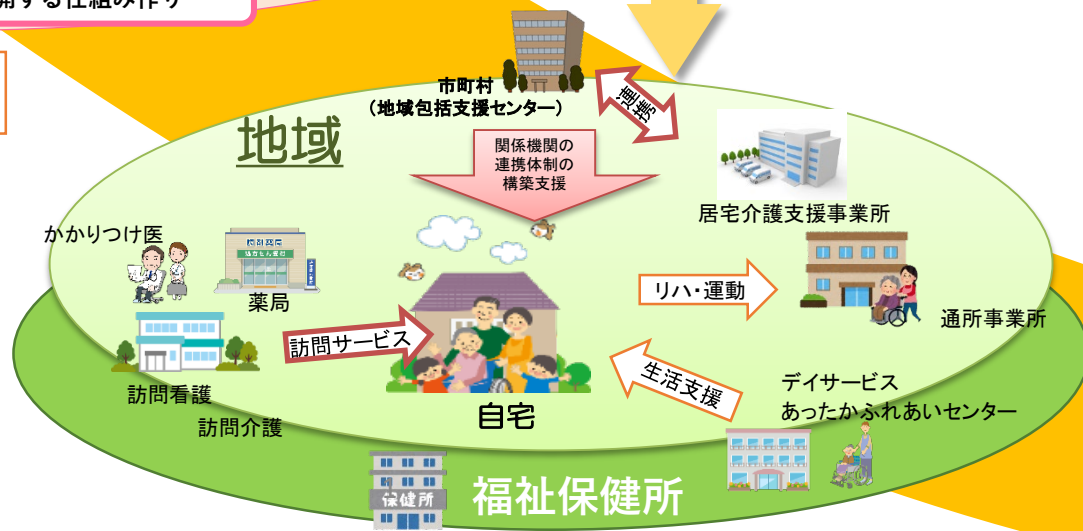 開する仕組み作り
市町村
（地域包括支援センター）
連携
地域
関係機関の
連携体制の
構築支援
居宅介護支援事業所
かかりつけ医
薬局
リハ・運動
通所事業所
訪問サービス
訪問看護
訪問介護
自宅
生活支援
デイサービス
あったかふれあいセンター
保健所
福祉保健所